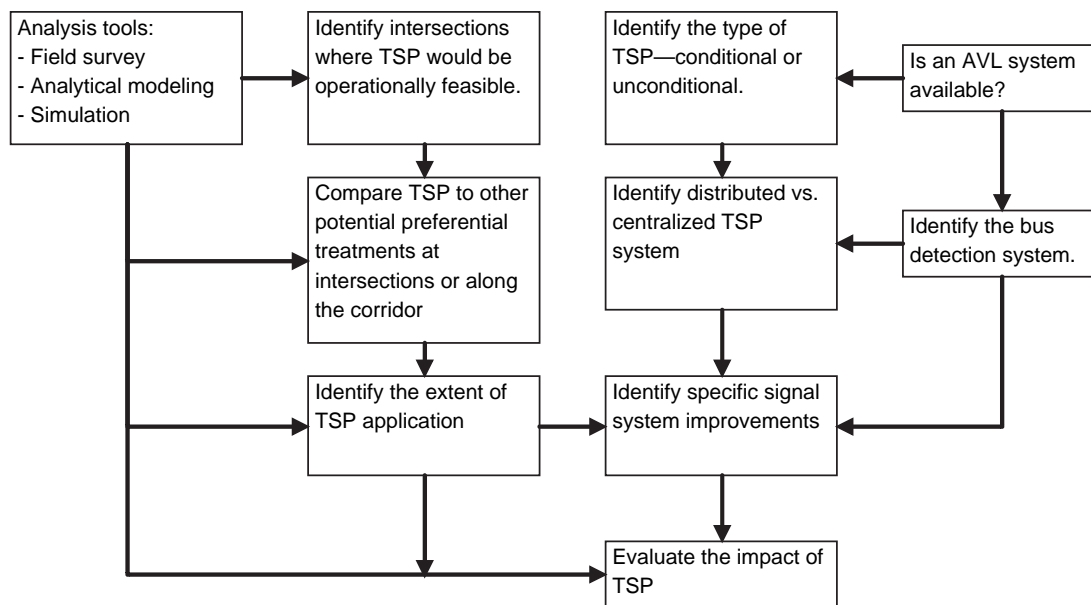 Analysis tools:
- Field survey
- Analytical modeling
- Simulation
Identify intersections
where TSP would be
operationally feasible.
Identify the type of
TSP—conditional or
unconditional.
Is an AVL system
available?
Compare TSP to other
potential preferential
treatments at
intersections or along
the corridor
Identify distributed vs.
centralized TSP
system
Identify the bus
detection system.
Identify the extent of
TSP application
Identify specific signal
system improvements
Evaluate the impact of
TSP